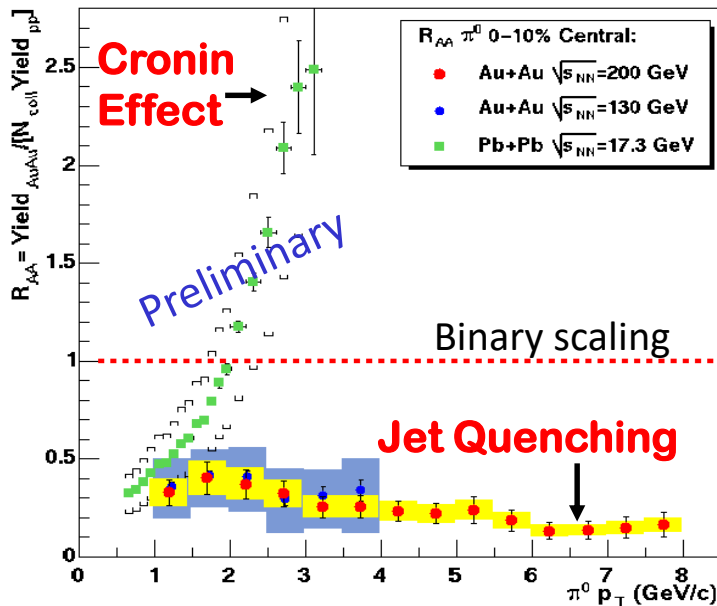 R_AA = Yield_AuAu/[N_coll Yield_pp]
Cronin
Effect
R_AA π⁰ 0-10% Central:
Au+Au √s_NN=200 GeV
Au+Au √s_NN=130 GeV
Pb+Pb √s_NN=17.3 GeV
Preliminary
Binary scaling
Jet Quenching
2.5
2
1.5
1
0.5
0
0 1 2 3 4 5 6 7 8
π⁰ p_T (GeV/c)